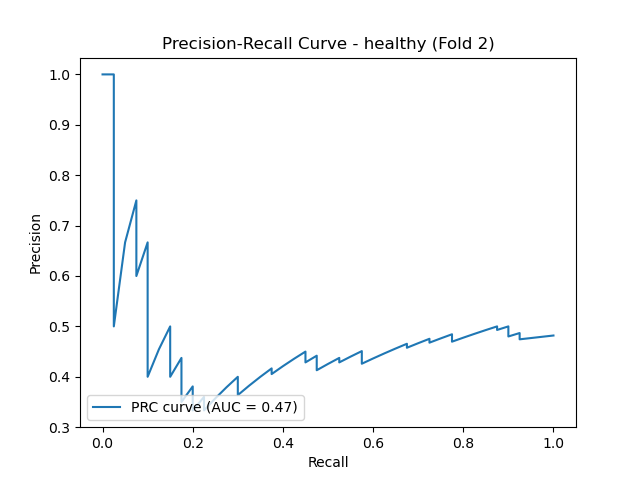 Precision-Recall Curve - healthy (Fold 2)
Precision
1.0
0.9
0.8
0.7
0.6
0.5
0.4
0.3
PRC curve (AUC = 0.47)
0.0 0.2 0.4 0.6 0.8 1.0
Recall